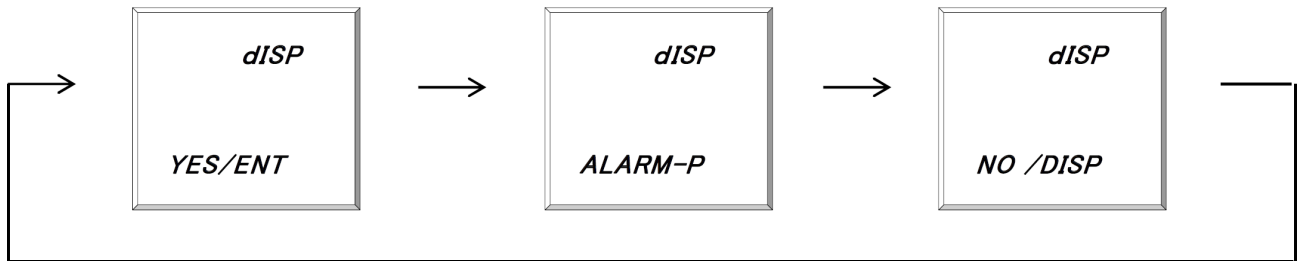 dISP
YES/ENT
dISP
ALARM-P
dISP
NO /DISP